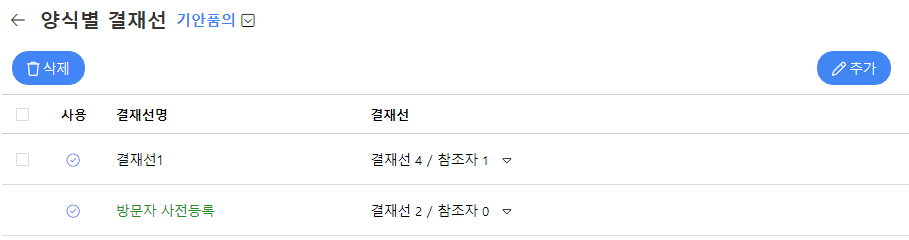 양식별 결재선 기안품의
삭제 추가
사용 결재선명 결재선
결재선1 결재선 4 / 참조자 1
방문자 사전등록 결재선 2 / 참조자 0